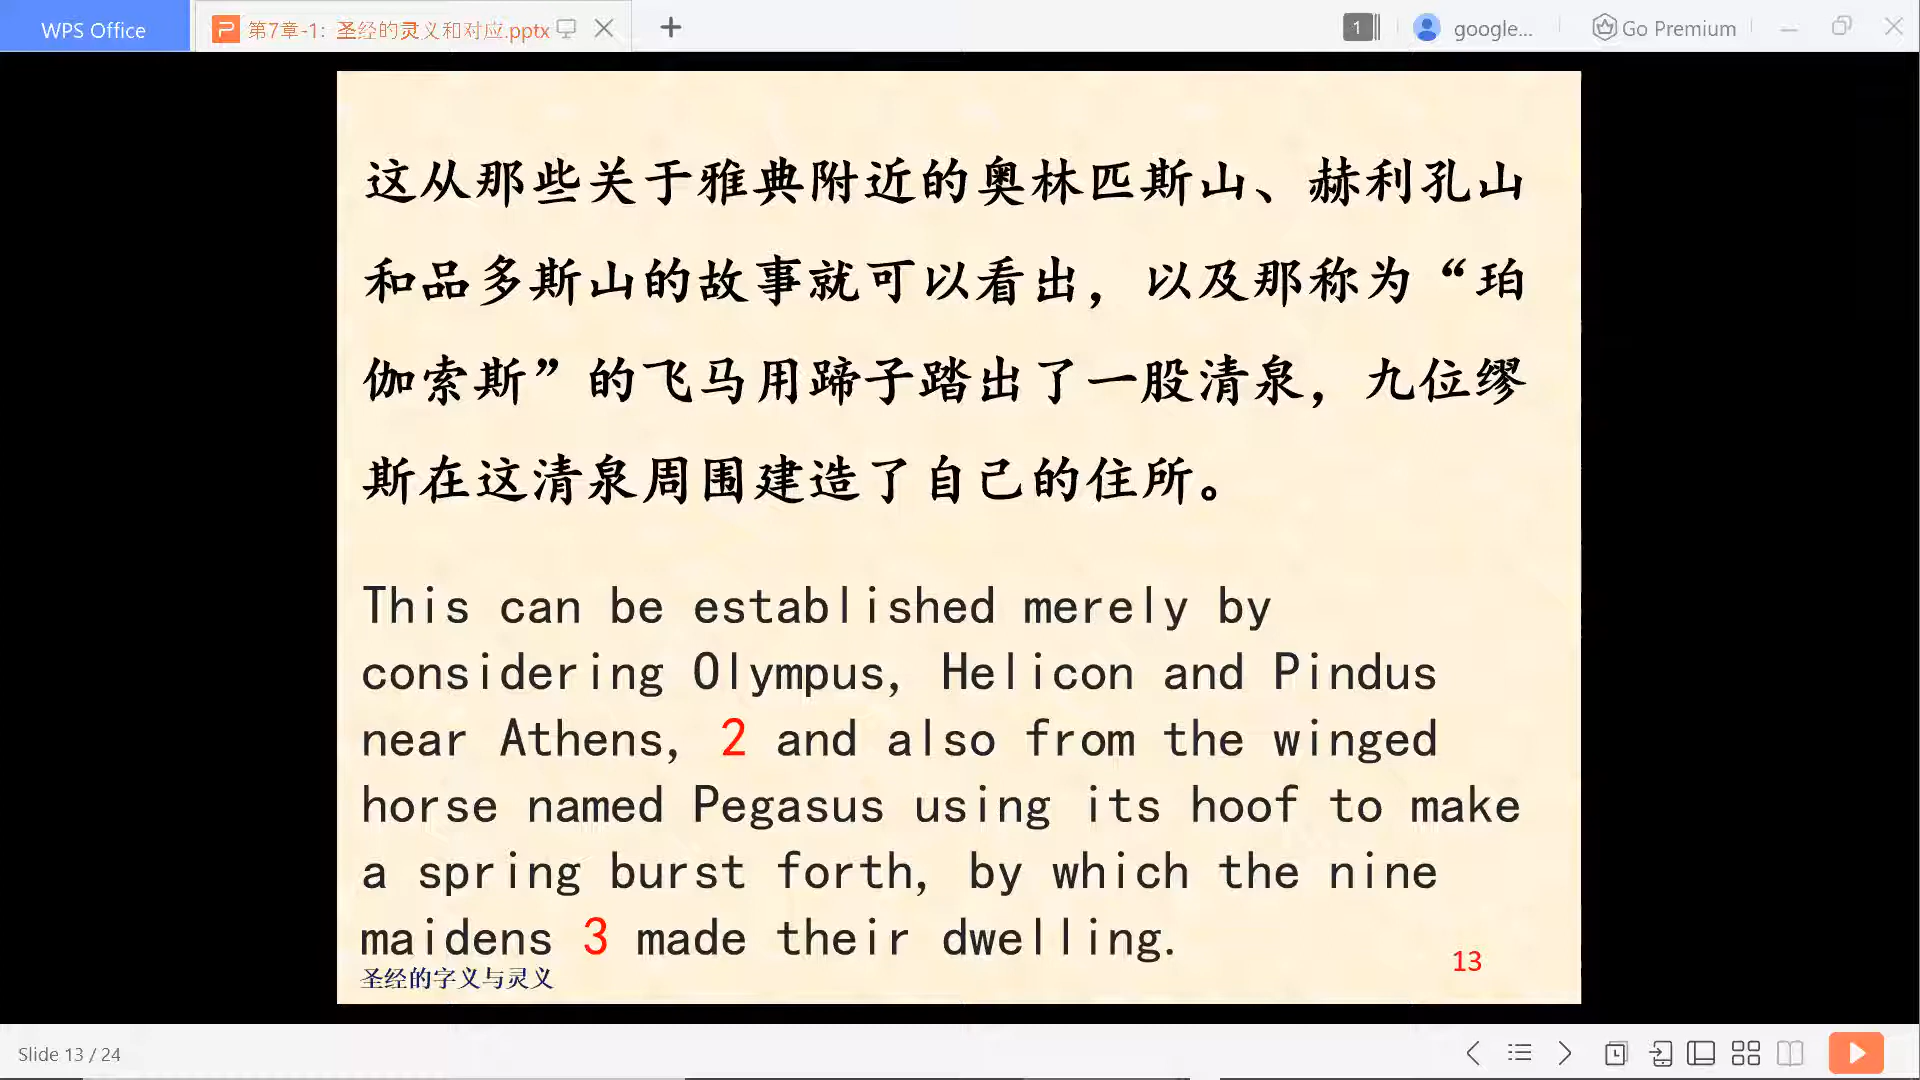 WPS Office
第7章-1：圣经的灵义和对应.pptx
1
google...
Go Premium
这从那些关于雅典附近的奥林匹斯山、赫利孔山
和品多斯山的故事就可以看出，以及那称为“珀
伽索斯”的飞马用蹄子踏出了一股清泉，九位缪
斯在这清泉周围建造了自己的住所。
This can be established merely by
considering Olympus, Helicon and Pindus
near Athens, 2 and also from the winged
horse named Pegasus using its hoof to make
a spring burst forth, by which the nine
maidens 3 made their dwelling.
圣经的字义与灵义
13
Slide 13 / 24